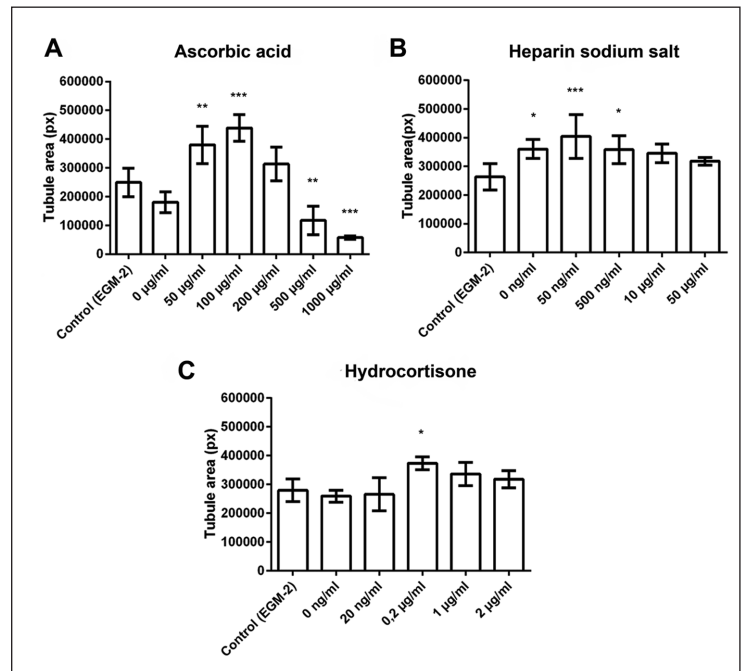 A
Ascorbic acid
Tubule area (px)
600000
500000
400000
300000
200000
100000
0
**
***
**
***
Control (EGM-2)
0 µg/ml
50 µg/ml
100 µg/ml
200 µg/ml
500 µg/ml
1000 µg/ml
B
Heparin sodium salt
Tubule area(px)
600000
500000
400000
300000
200000
100000
0
*
***
*
Control (EGM-2)
0 ng/ml
50 ng/ml
500 ng/ml
10 µg/ml
50 µg/ml
C
Hydrocortisone
Tubule area (px)
600000
500000
400000
300000
200000
100000
0
*
Control (EGM-2)
0 ng/ml
20 ng/ml
0,2 µg/ml
1 µg/ml
2 µg/ml